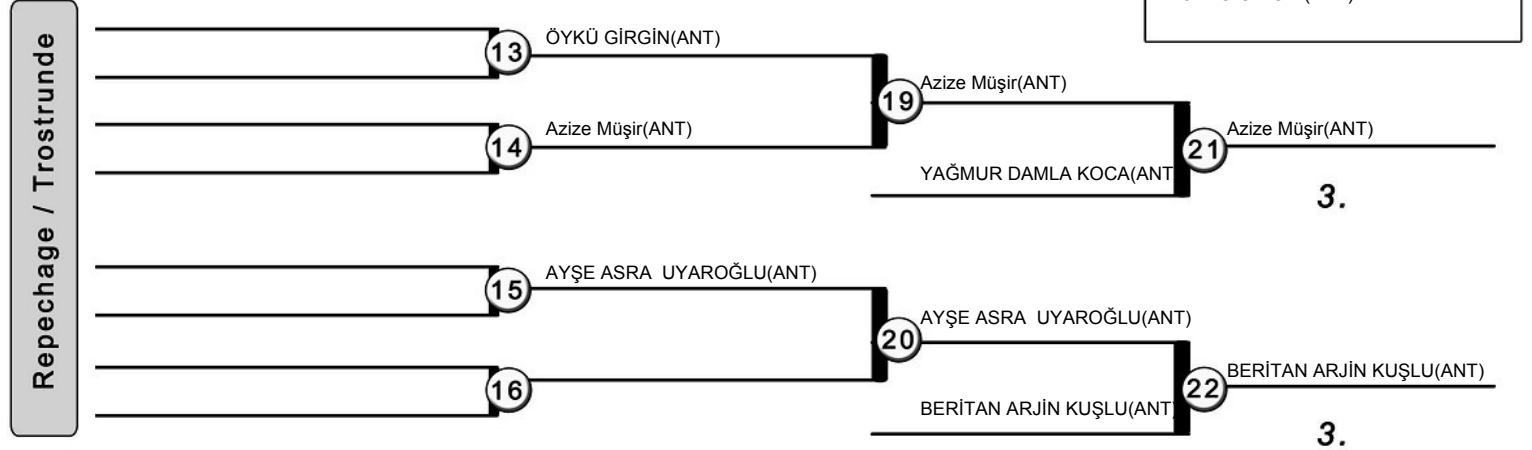 Repechage / Trostrunde
13
ÖYKÜ GİRGİN(ANT)
14
Azize Müşir(ANT)
19
Azize Müşir(ANT)
YAĞMUR DAMLA KOCA(ANT
21
Azize Müşir(ANT)
3.
15
AYŞE ASRA UYAROĞLU(ANT)
16
20
AYŞE ASRA UYAROĞLU(ANT)
BERİTAN ARJİN KUŞLU(ANT)
22
BERİTAN ARJİN KUŞLU(ANT)
3.